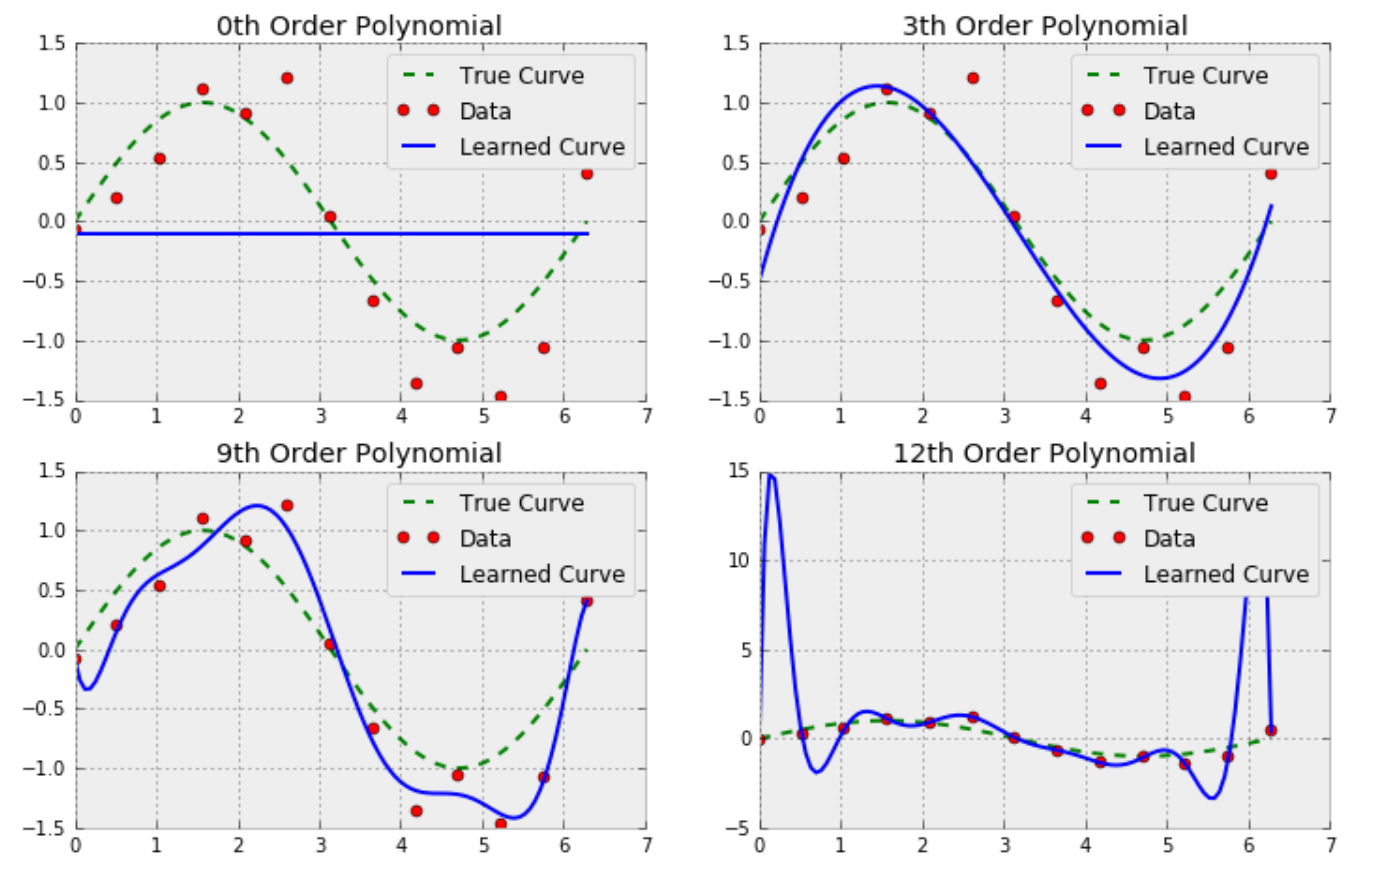 0th Order Polynomial
1.5
1.0
0.5
0.0
−0.5
−1.0
−1.5
0 1 2 3 4 5 6 7
True Curve
Data
Learned Curve
3th Order Polynomial
1.5
1.0
0.5
0.0
−0.5
−1.0
−1.5
0 1 2 3 4 5 6 7
True Curve
Data
Learned Curve
9th Order Polynomial
1.5
1.0
0.5
0.0
−0.5
−1.0
−1.5
0 1 2 3 4 5 6 7
True Curve
Data
Learned Curve
12th Order Polynomial
15
10
5
0
−5
0 1 2 3 4 5 6 7
True Curve
Data
Learned Curve